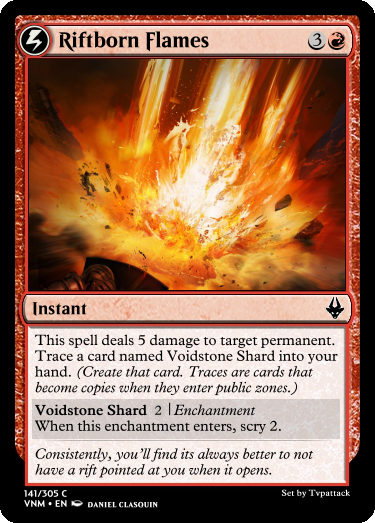 Riftborn Flames 3
Instant
This spell deals 5 damage to target permanent.
Trace a card named Voidstone Shard into your
hand. (Create that card. Traces are cards that
become copies when they enter public zones.)
Voidstone Shard 2 | Enchantment
When this enchantment enters, scry 2.
Consistently, you'll find its always better to not
have a rift pointed at you when it opens.
141/305 C
Set by Tvpattack
VNM • EN DANIEL CLASOUIN